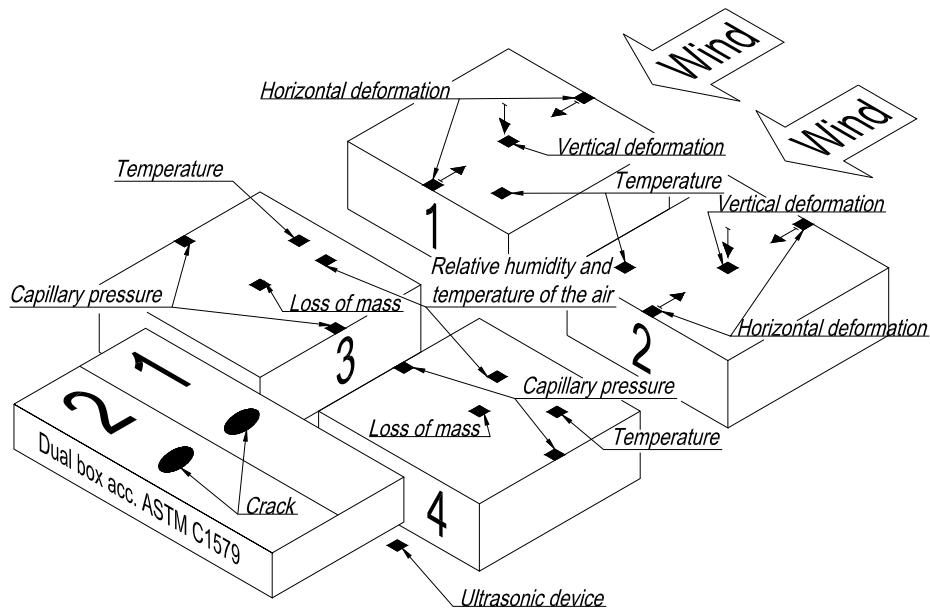 Wind
Wind
Horizontal deformation
Vertical deformation
Temperature
Temperature
Vertical deformation
1
Relative humidity and
temperature of the air
Capillary pressure
Loss of mass
Horizontal deformation
2
3
1
2
Capillary pressure
Loss of mass
Temperature
Dual box acc. ASTM C1579
Crack
4
Ultrasonic device